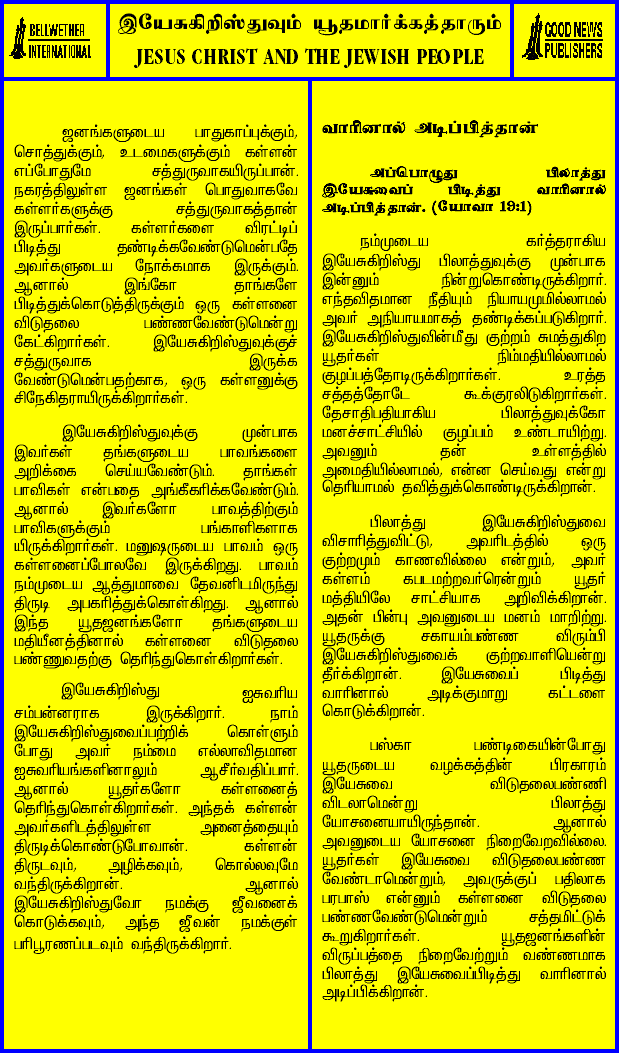 BELLWETHER
INTERNATIONAL
இயேசுகிறிஸ்துவும் யூதமார்க்கத்தாரும்
JESUS CHRIST AND THE JEWISH PEOPLE
GOOD NEWS
PUBLISHERS
ஜனங்களுடைய பாதுகாப்புக்கும்,
சொத்துக்கும், உடமைகளுக்கும் கள்ளன்
எப்போதுமே சத்துருவாகயிருப்பான்.
நகரத்திலுள்ள ஜனங்கள் பொதுவாகவே
கள்ளர்களுக்கு சத்துருவாகத்தான்
இருப்பார்கள். கள்ளர்களை விரட்டிப்
பிடித்து தண்டிக்கவேண்டுமென்பதே
அவர்களுடைய நோக்கமாக இருக்கும்.
ஆனால் இங்கோ தாங்களே
பிடித்துக்கொடுத்திருக்கும் ஒரு கள்ளனை
விடுதலை பண்ணவேண்டுமென்று
கேட்கிறார்கள். இயேசுகிறிஸ்துவுக்குச்
சத்துருவாக இருக்க
வேண்டுமென்பதற்காக, ஒரு கள்ளனுக்கு
சிநேகிதராயிருக்கிறார்கள்.
இயேசுகிறிஸ்துவுக்கு முன்பாக
இவர்கள் தங்களுடைய பாவங்களை
அறிக்கை செய்யவேண்டும். தாங்கள்
பாவிகள் என்பதை அங்கீகரிக்கவேண்டும்.
ஆனால் இவர்களோ பாவத்திற்கும்
பாவிகளுக்கும் பங்காளிகளாக
யிருக்கிறார்கள். மனுஷருடைய பாவம் ஒரு
கள்ளனைப்போலவே இருக்கிறது. பாவம்
நம்முடைய ஆத்துமாவை தேவனிடமிருந்து
திருடி அபகரித்துக்கொள்கிறது. ஆனால்
இந்த யூதஜனங்களோ தங்களுடைய
மதியீனத்தினால் கள்ளனை விடுதலை
பண்ணுவதற்கு தெரிந்துகொள்கிறார்கள்.
இயேசுகிறிஸ்து ஐசுவரிய
சம்பன்னராக இருக்கிறார். நாம்
இயேசுகிறிஸ்துவைப்பற்றிக் கொள்ளும்
போது அவர் நம்மை எல்லாவிதமான
ஐசுவரியங்களினாலும் ஆசீர்வதிப்பார்.
ஆனால் யூதர்களோ கள்ளனைத்
தெரிந்துகொள்கிறார்கள். அந்தக் கள்ளன்
அவர்களிடத்திலுள்ள அனைத்தையும்
திருடிக்கொண்டுபோவான். கள்ளன்
திருடவும், அழிக்கவும், கொல்லவுமே
வந்திருக்கிறான். ஆனால்
இயேசுகிறிஸ்துவோ நமக்கு ஜீவனைக்
கொடுக்கவும், அந்த ஜீவன் நமக்குள்
பரிபூரணப்படவும் வந்திருக்கிறார்.
வாரினால் அடிப்பித்தான்
அப்பொழுது பிலாத்து
இயேசுவைப் பிடித்து வாரினால்
அடிப்பித்தான். (யோவா 19:1)
நம்முடைய கர்த்தராகிய
இயேசுகிறிஸ்து பிலாத்துவுக்கு முன்பாக
இன்னும் நின்றுகொண்டிருக்கிறார்.
எந்தவிதமான நீதியும் நியாயமுமில்லாமல்
அவர் அநியாயமாகத் தண்டிக்கப்படுகிறார்.
இயேசுகிறிஸ்துவின்மீது குற்றம் சுமத்துகிற
யூதர்கள் நிம்மதியில்லாமல்
குழப்பத்தோடிருக்கிறார்கள். உரத்த
சத்தத்தோடே கூக்குரலிடுகிறார்கள்.
தேசாதிபதியாகிய பிலாத்துவுக்கோ
மனச்சாட்சியில் குழப்பம் உண்டாயிற்று.
அவனும் தன் உள்ளத்தில்
அமைதியில்லாமல், என்ன செய்வது என்று
தெரியாமல் தவித்துக்கொண்டிருக்கிறான்.
பிலாத்து இயேசுகிறிஸ்துவை
விசாரித்துவிட்டு, அவரிடத்தில் ஒரு
குற்றமும் காணவில்லை என்றும், அவர்
கள்ளம் கபடமற்றவர்ரென்றும் யூதர்
மத்தியிலே சாட்சியாக அறிவிக்கிறான்.
அதன் பின்பு அவனுடைய மனம் மாறிற்று.
யூதருக்கு சகாயம்பண்ண விரும்பி
இயேசுகிறிஸ்துவைக் குற்றவாளியென்று
தீர்க்கிறான். இயேசுவைப் பிடித்து
வாரினால் அடிக்குமாறு கட்டளை
கொடுக்கிறான்.
பஸ்கா பண்டிகையின்போது
யூதருடைய வழக்கத்தின் பிரகாரம்
இயேசுவை விடுதலைபண்ணி
விடலாமென்று பிலாத்து
யோசனையாயிருந்தான். ஆனால்
அவனுடைய யோசனை நிறைவேறவில்லை.
யூதர்கள் இயேசுவை விடுதலைபண்ண
வேண்டாமென்றும், அவருக்குப் பதிலாக
பரபாஸ் என்னும் கள்ளனை விடுதலை
பண்ணவேண்டுமென்றும் சத்தமிட்டுக்
கூறுகிறார்கள். யூதஜனங்களின்
விருப்பத்தை நிறைவேற்றும் வண்ணமாக
பிலாத்து இயேசுவைப்பிடித்து வாரினால்
அடிப்பிக்கிறான்.